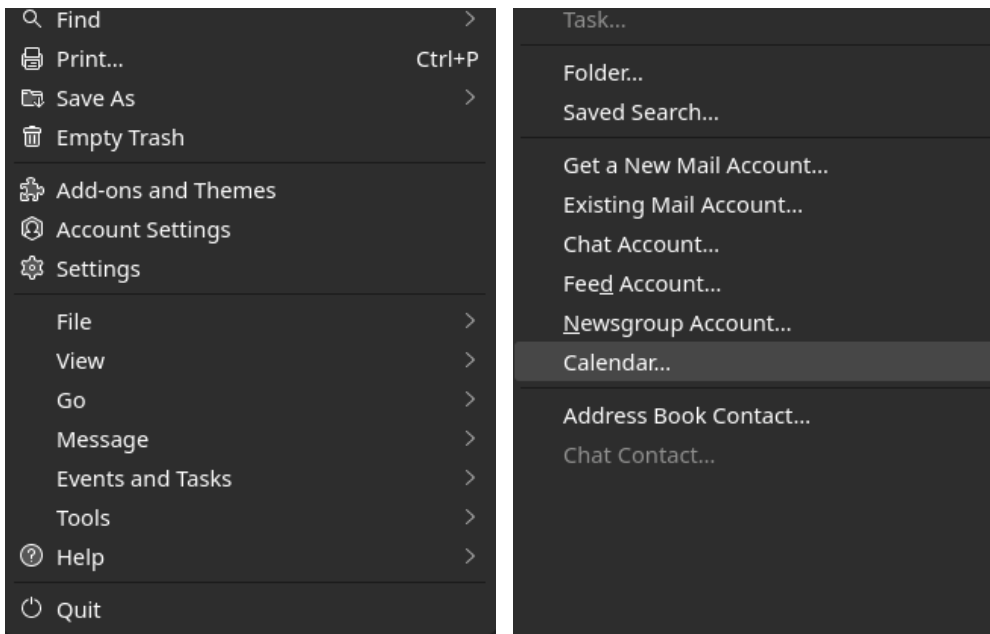 Find
Print... Ctrl+P
Save As
Empty Trash
Add-ons and Themes
Account Settings
Settings
File
View
Go
Message
Events and Tasks
Tools
Help
Quit
Task...
Folder...
Saved Search...
Get a New Mail Account...
Existing Mail Account...
Chat Account...
Feed Account...
Newsgroup Account...
Calendar...
Address Book Contact...
Chat Contact...